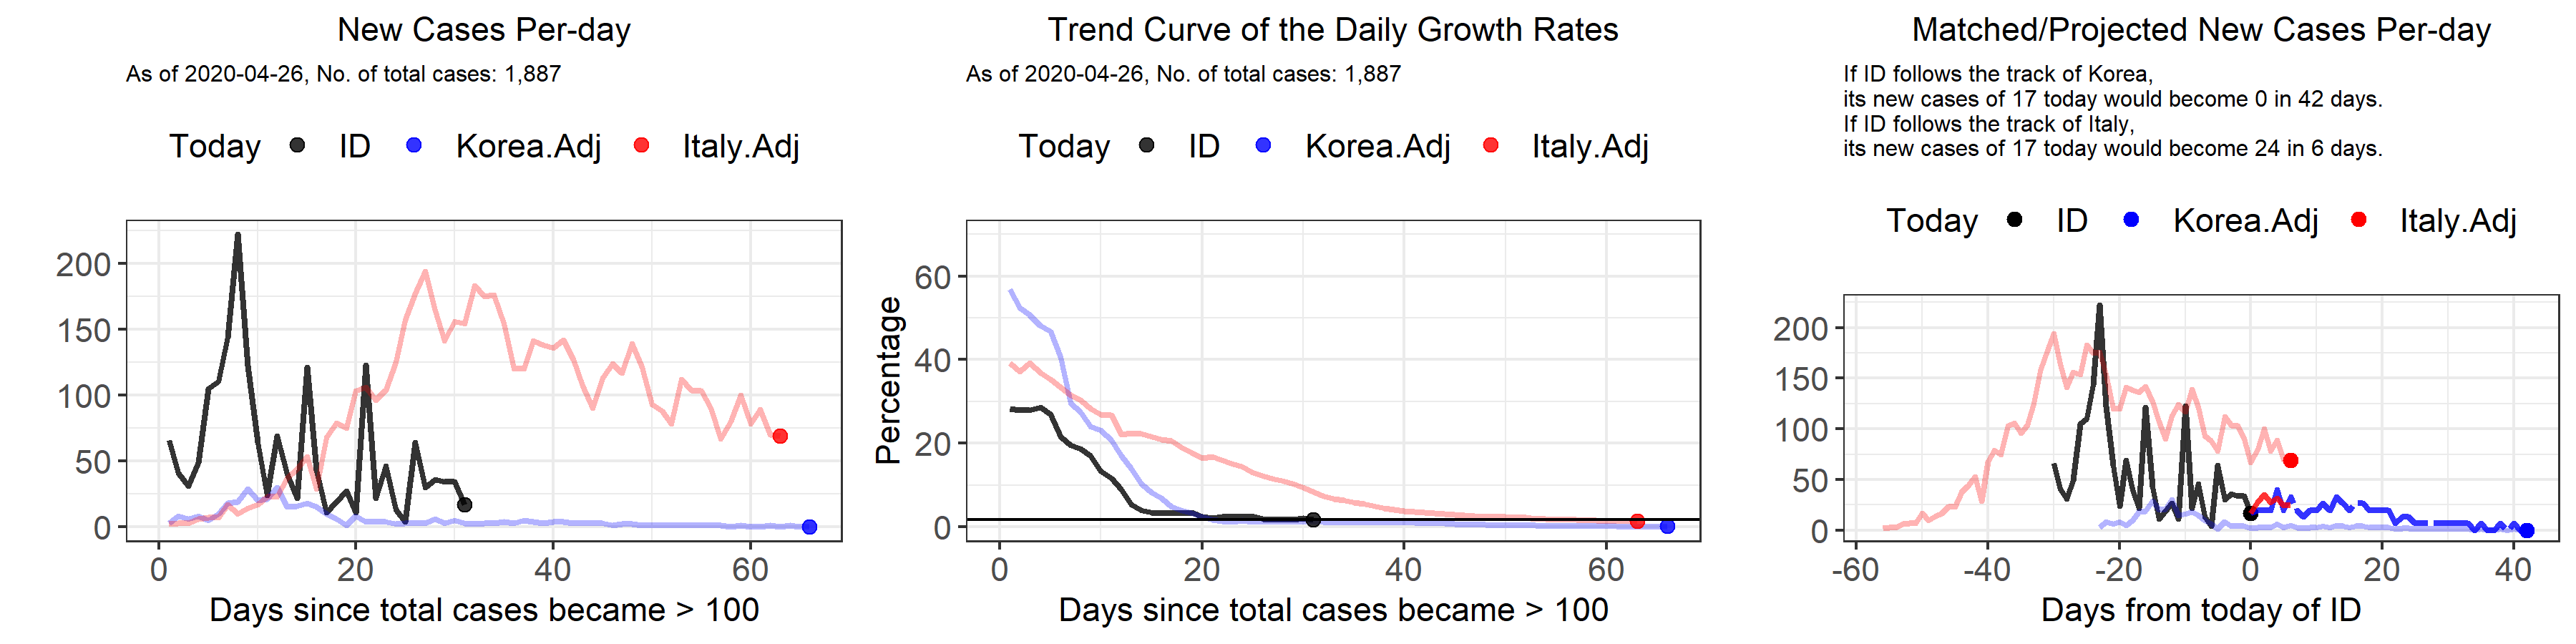 New Cases Per-day
As of 2020-04-26, No. of total cases: 1,887
Today ID Korea.Adj Italy.Adj
200
150
100
50
0
0 20 40 60
Days since total cases became > 100
Trend Curve of the Daily Growth Rates
As of 2020-04-26, No. of total cases: 1,887
Today ID Korea.Adj Italy.Adj
Percentage
60
40
20
0
0 20 40 60
Days since total cases became > 100
Matched/Projected New Cases Per-day
If ID follows the track of Korea,
its new cases of 17 today would become 0 in 42 days.
If ID follows the track of Italy,
its new cases of 17 today would become 24 in 6 days.
Today ID Korea.Adj Italy.Adj
200
150
100
50
0
-60 -40 -20 0 20 40
Days from today of ID